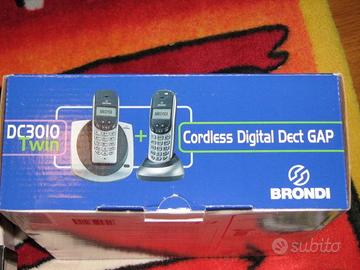 DC3010
Twin
+
Cordless Digital Dect GAP
BRONDI
subito